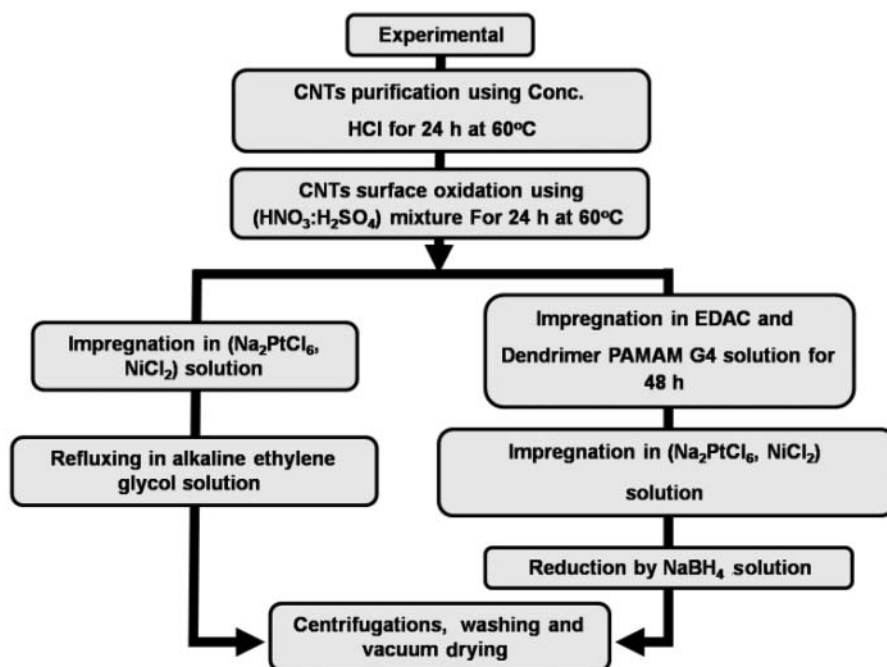 Experimental
CNTs purification using Conc.
HCl for 24 h at 60ºC
CNTs surface oxidation using
(HNO₃:H₂SO₄) mixture For 24 h at 60ºC
Impregnation in (Na₂PtCl₆,
NiCl₂) solution
Refluxing in alkaline ethylene
glycol solution
Impregnation in EDAC and
Dendrimer PAMAM G4 solution for
48 h
Impregnation in (Na₂PtCl₆, NiCl₂)
solution
Reduction by NaBH₄ solution
Centrifugations, washing and
vacuum drying